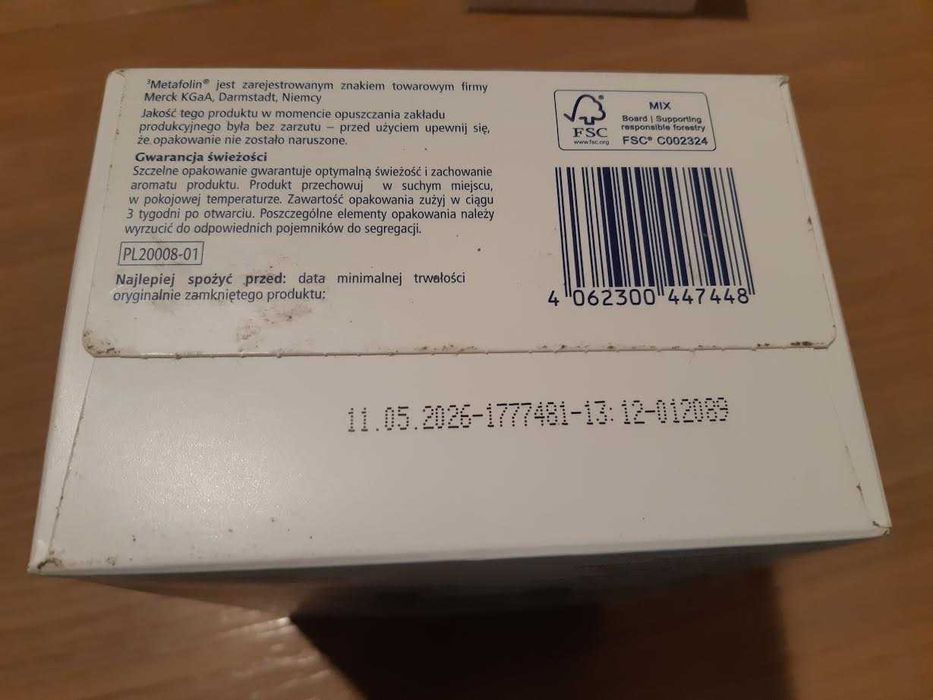 ³Metafolin® jest zarejestrowanym znakiem towarowym firmy
Merck KGaA, Darmstadt, Niemcy
Jakość tego produktu w momencie opuszczania zakładu
produkcyjnego była bez zarzutu – przed użyciem upewnij się,
że opakowanie nie zostało naruszone.
Gwarancja świeżości
Szczelne opakowanie gwarantuje optymalną świeżość i zachowanie
aromatu produktu. Produkt przechowuj w suchym miejscu,
w pokojowej temperaturze. Zawartość opakowania zużyj w ciągu
3 tygodni po otwarciu. Poszczególne elementy opakowania należy
wyrzucić do odpowiednich pojemników do segregacji.
PL20008-01
Najlepiej spożyć przed: data minimalnej trwałości
oryginalnie zamkniętego produktu:
FSC
www.fsc.org
MIX
Board | Supporting
responsible forestry
FSC® C002324
4 062300 447448
11.05.2026-1777481-13:12-012089